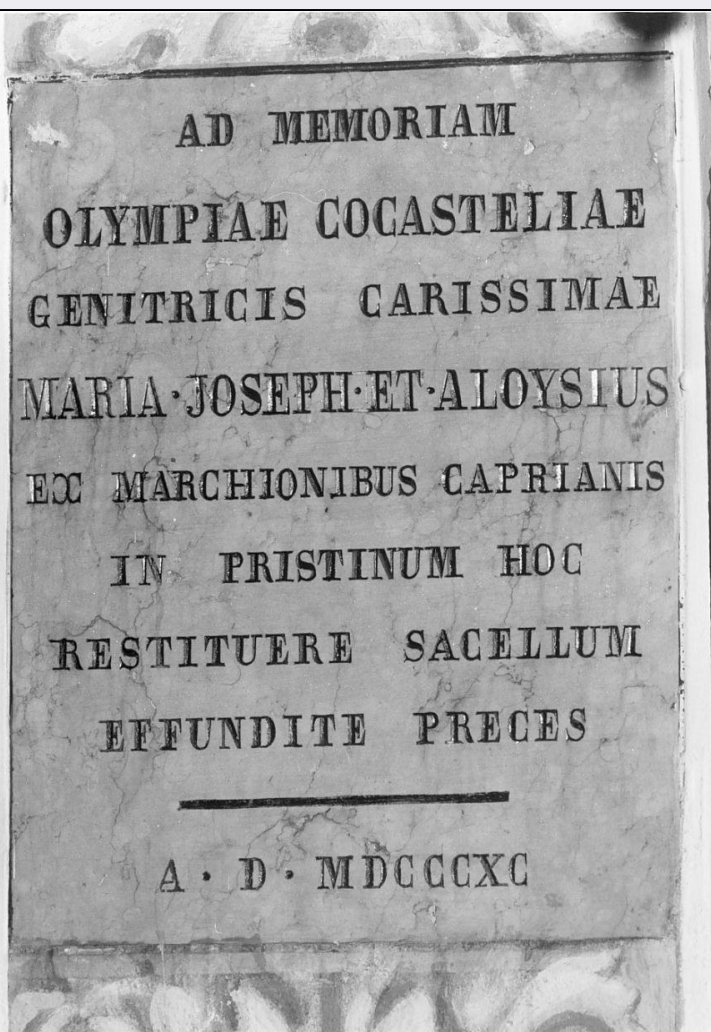 AD MEMORIAM
OLYMPIAE COCASTELIAE
GENITRICIS CARISSIMAE
MARIA·JOSEPH·ET·ALOYSIUS
EX MARCHIONIBUS CAPRIANIS
IN PRISTINUM HOC
RESTITUERE SACELLUM
EFFUNDITE PRECES
A · D · MDCCCXC